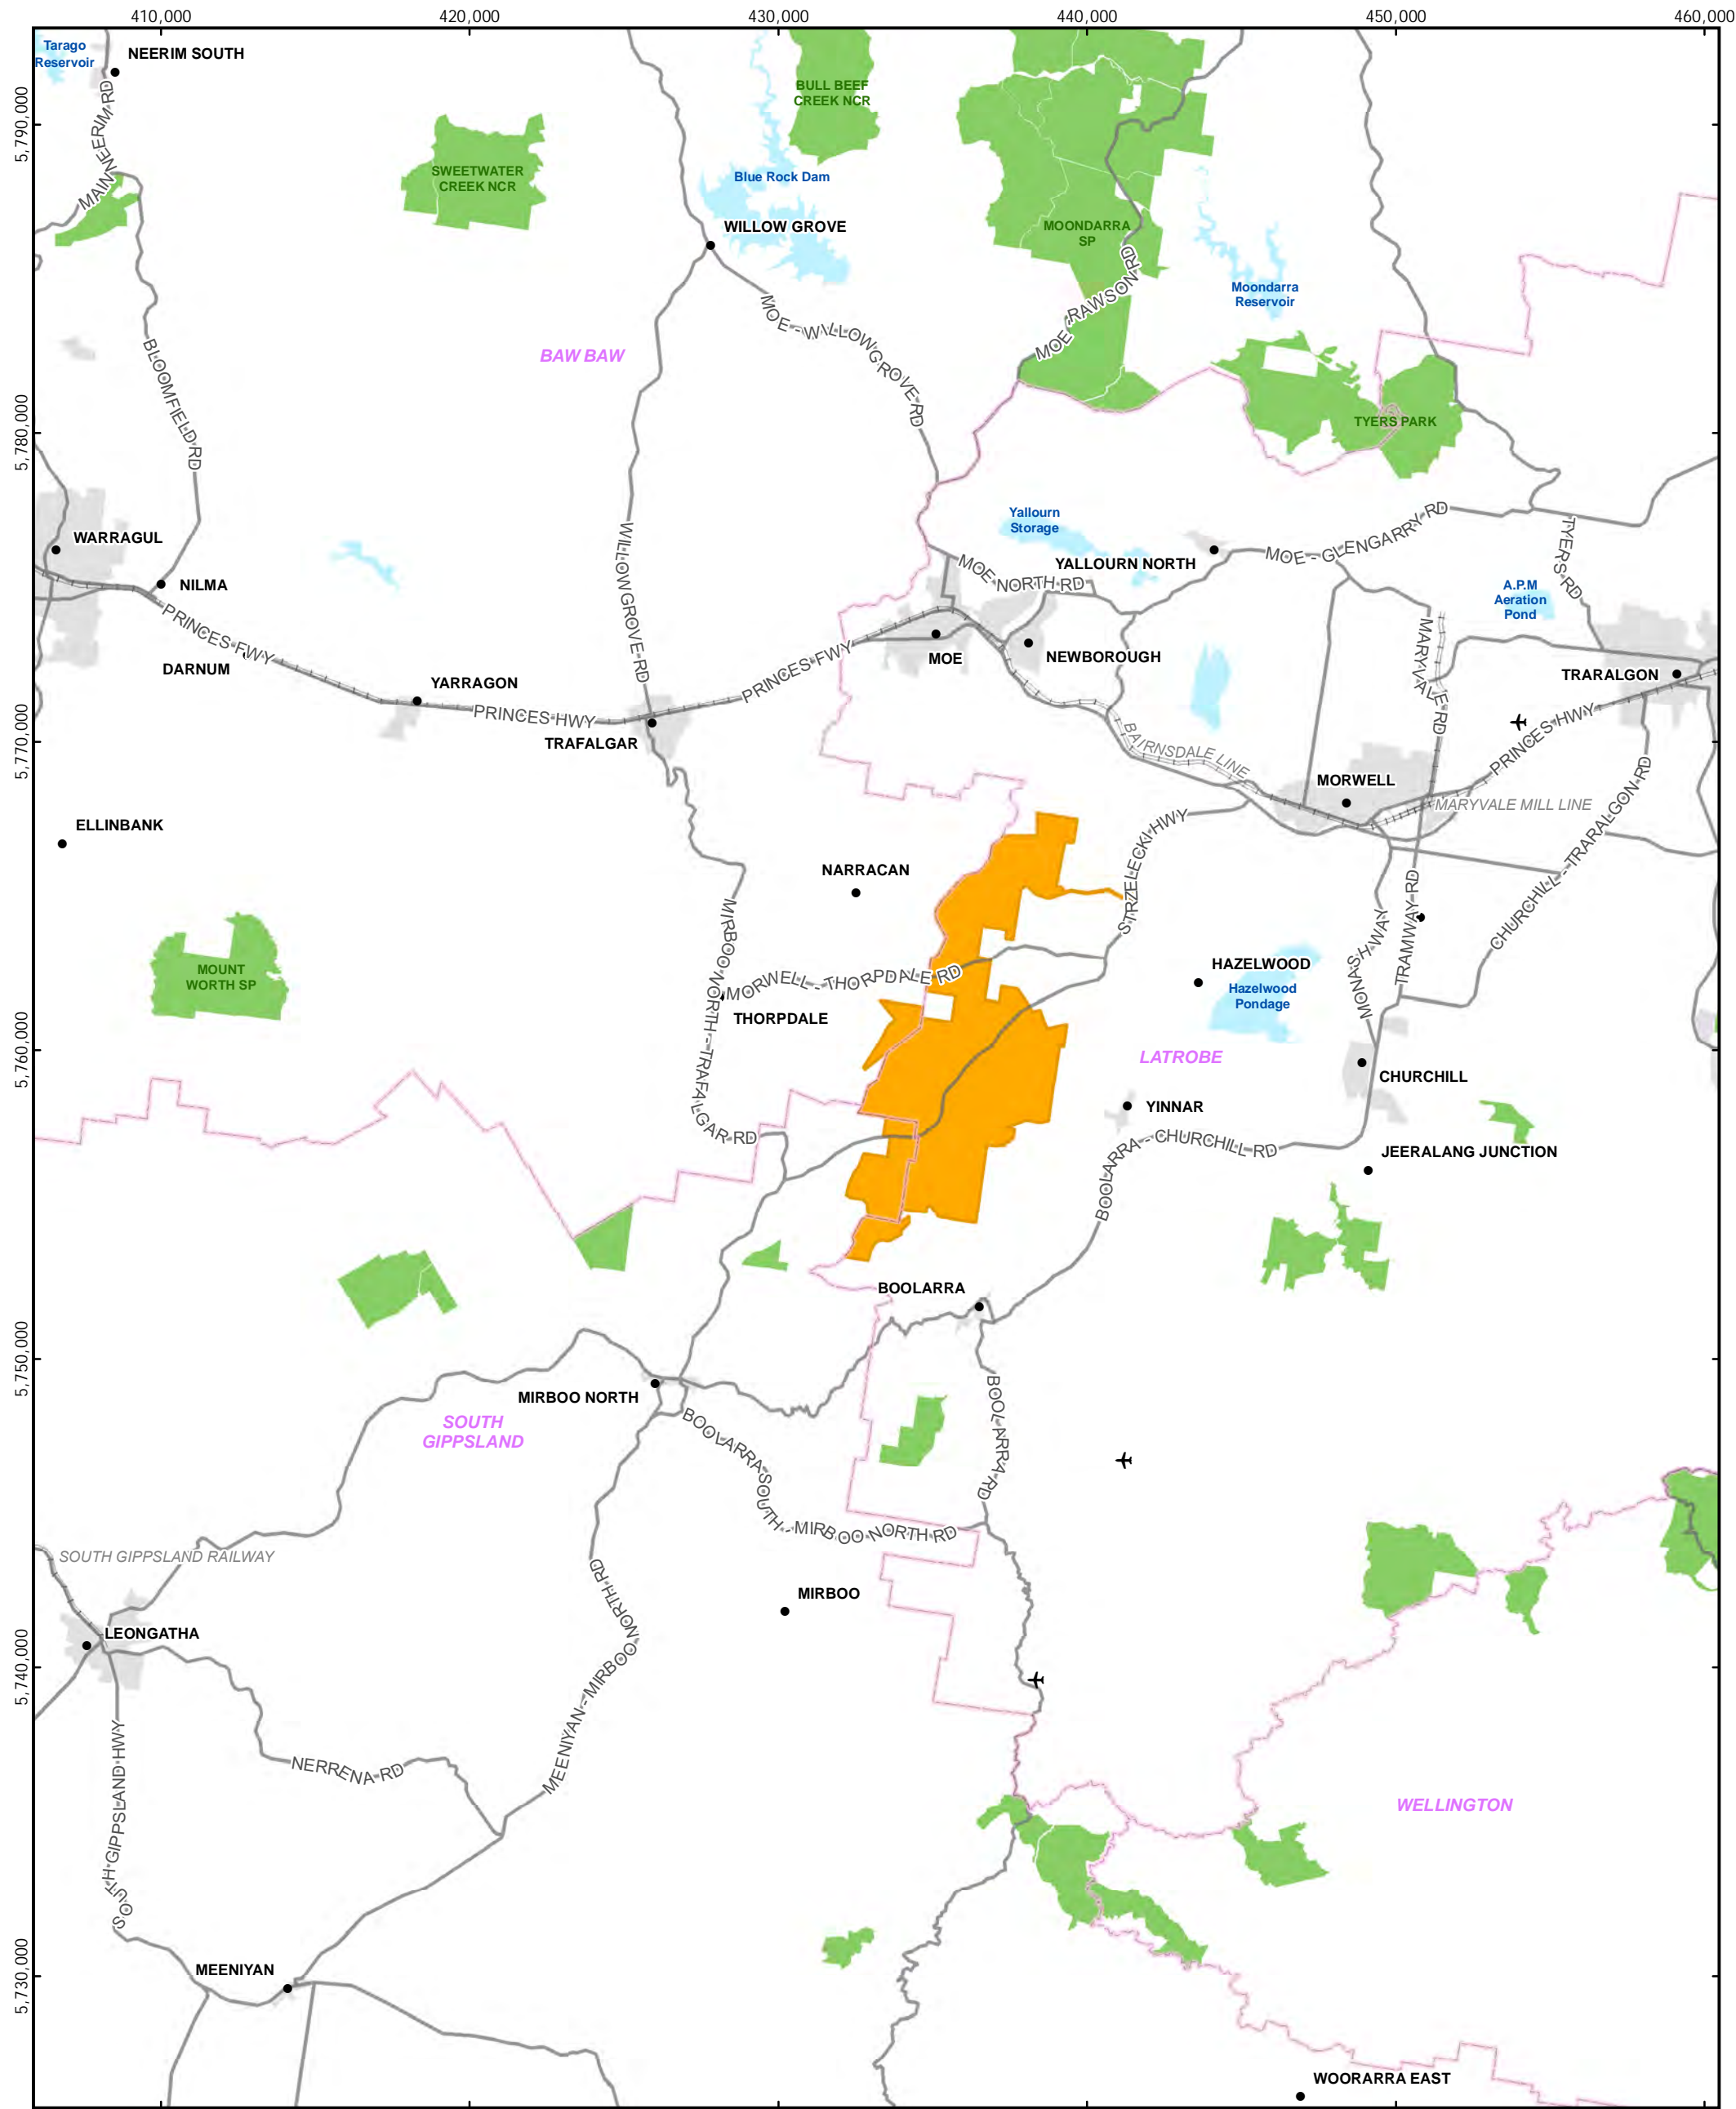 410,000
420,000
430,000
440,000
450,000
460,000
Tarago
Reservoir
NEERIM SOUTH
MAIN NEERIM RD
BULL BEEF
CREEK NCR
5,790,000
SWEETWATER
CREEK NCR
Blue Rock Dam
WILLOW GROVE
MOONDARRA
SP
MOE - RAWSON RD
Moondarra
Reservoir
MOE - WILLOW GROVE RD
BLOOMFIELD RD
BAW BAW
5,780,000
TYERS PARK
WARRAGUL
NILMA
WILLOWGROVE RD
Yallourn
Storage
YALLOURN NORTH
MOE - GLENGARRY RD
TYERS RD
MOE NORTH RD
A.P.M
Aeration
Pond
PRINCES FWY
DARNUM
YARRAGON
PRINCES HWY
TRAFALGAR
PRINCES FWY
MOE
NEWBOROUGH
MARYVALE RD
TRARALGON
5,770,000
BAIRNSDALE LINE
PRINCES HWY
MORWELL
MARYVALE MILL LINE
CHURCHILL - TRARALGON RD
ELLINBANK
NARRACAN
STRZELECKI HWY
MIRBOO NORTH - TRAFALGAR RD
MOUNT
WORTH SP
MORWELL - THORPDALE RD
THORPDALE
HAZELWOOD
Hazelwood
Pondage
MONASH WAY
TRAMWAY RD
5,760,000
LATROBE
CHURCHILL
YINNAR
BOOLARRA - CHURCHILL RD
JEERALANG JUNCTION
BOOLARRA
5,750,000
MIRBOO NORTH
SOUTH
GIPPSLAND
BOOLARRA SOUTH - MIRBOO NORTH RD
BOOLARRA RD
SOUTH GIPPSLAND RAILWAY
MEENIYAN - MIRBOO NORTH RD
MIRBOO
LEONGATHA
5,740,000
SOUTH GIPPSLAND HWY
NERRENA RD
WELLINGTON
MEENIYAN
5,730,000
WOORARRA EAST